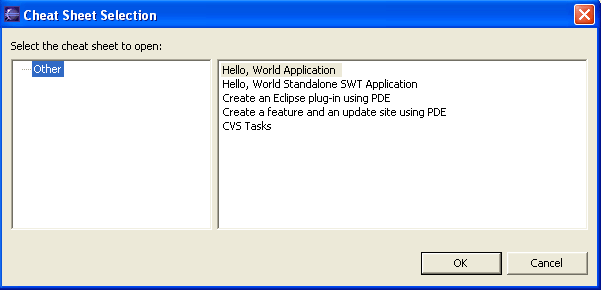 Cheat Sheet Selection
Select the cheat sheet to open:
Other
Hello, World Application
Hello, World Standalone SWT Application
Create an Eclipse plug-in using PDE
Create a feature and an update site using PDE
CVS Tasks
OK
Cancel